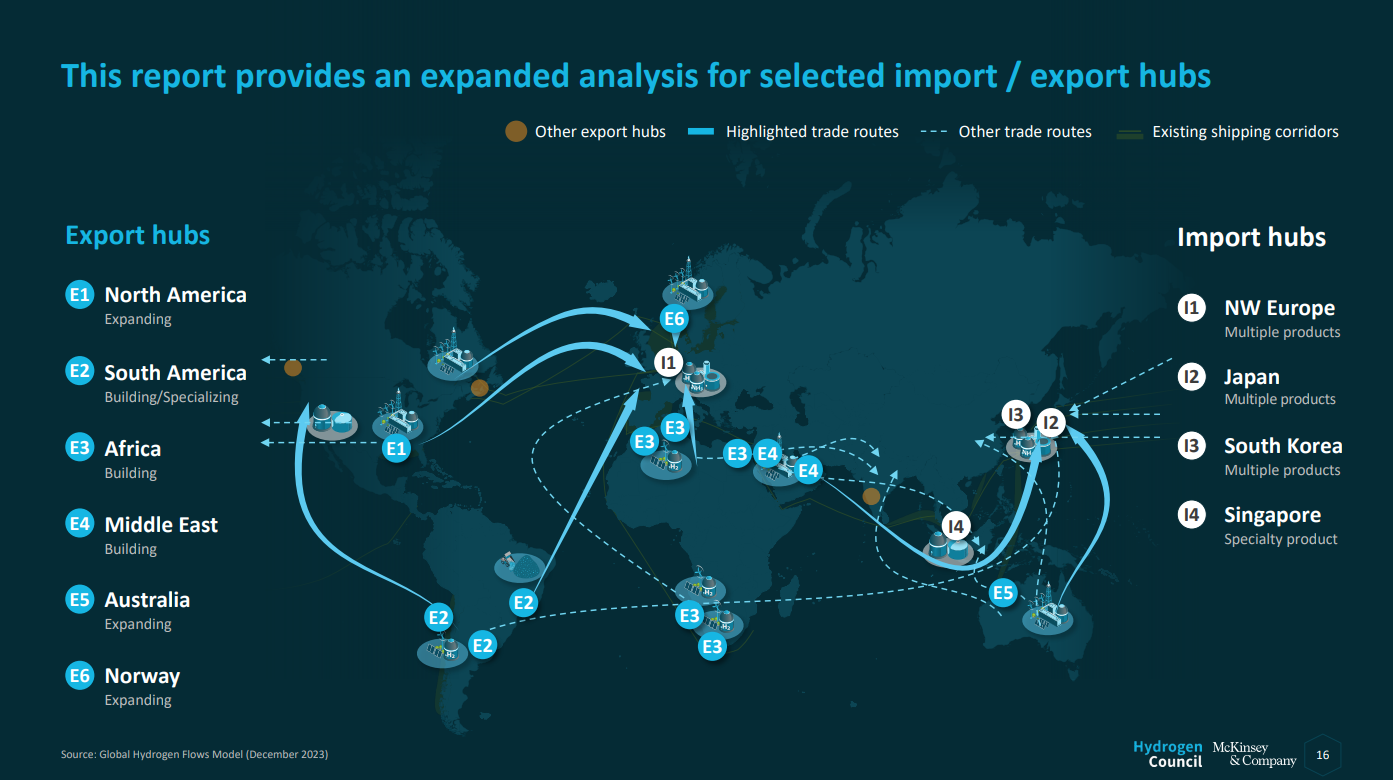 This report provides an expanded analysis for selected import / export hubs
Other export hubs
Highlighted trade routes
Other trade routes
Existing shipping corridors
Export hubs
E1 North America
Expanding
E2 South America
Building/Specializing
E3 Africa
Building
E4 Middle East
Building
E5 Australia
Expanding
E6 Norway
Expanding
E6
I1
E1
E3
E3
E3
E4
E4
I3
I2
I4
E2
E2
E2
E3
E3
E5
H₂
H₂
H₂
H₂
Import hubs
I1 NW Europe
Multiple products
I2 Japan
Multiple products
I3 South Korea
Multiple products
I4 Singapore
Specialty product
Source: Global Hydrogen Flows Model (December 2023)
Hydrogen
Council
McKinsey
& Company
16